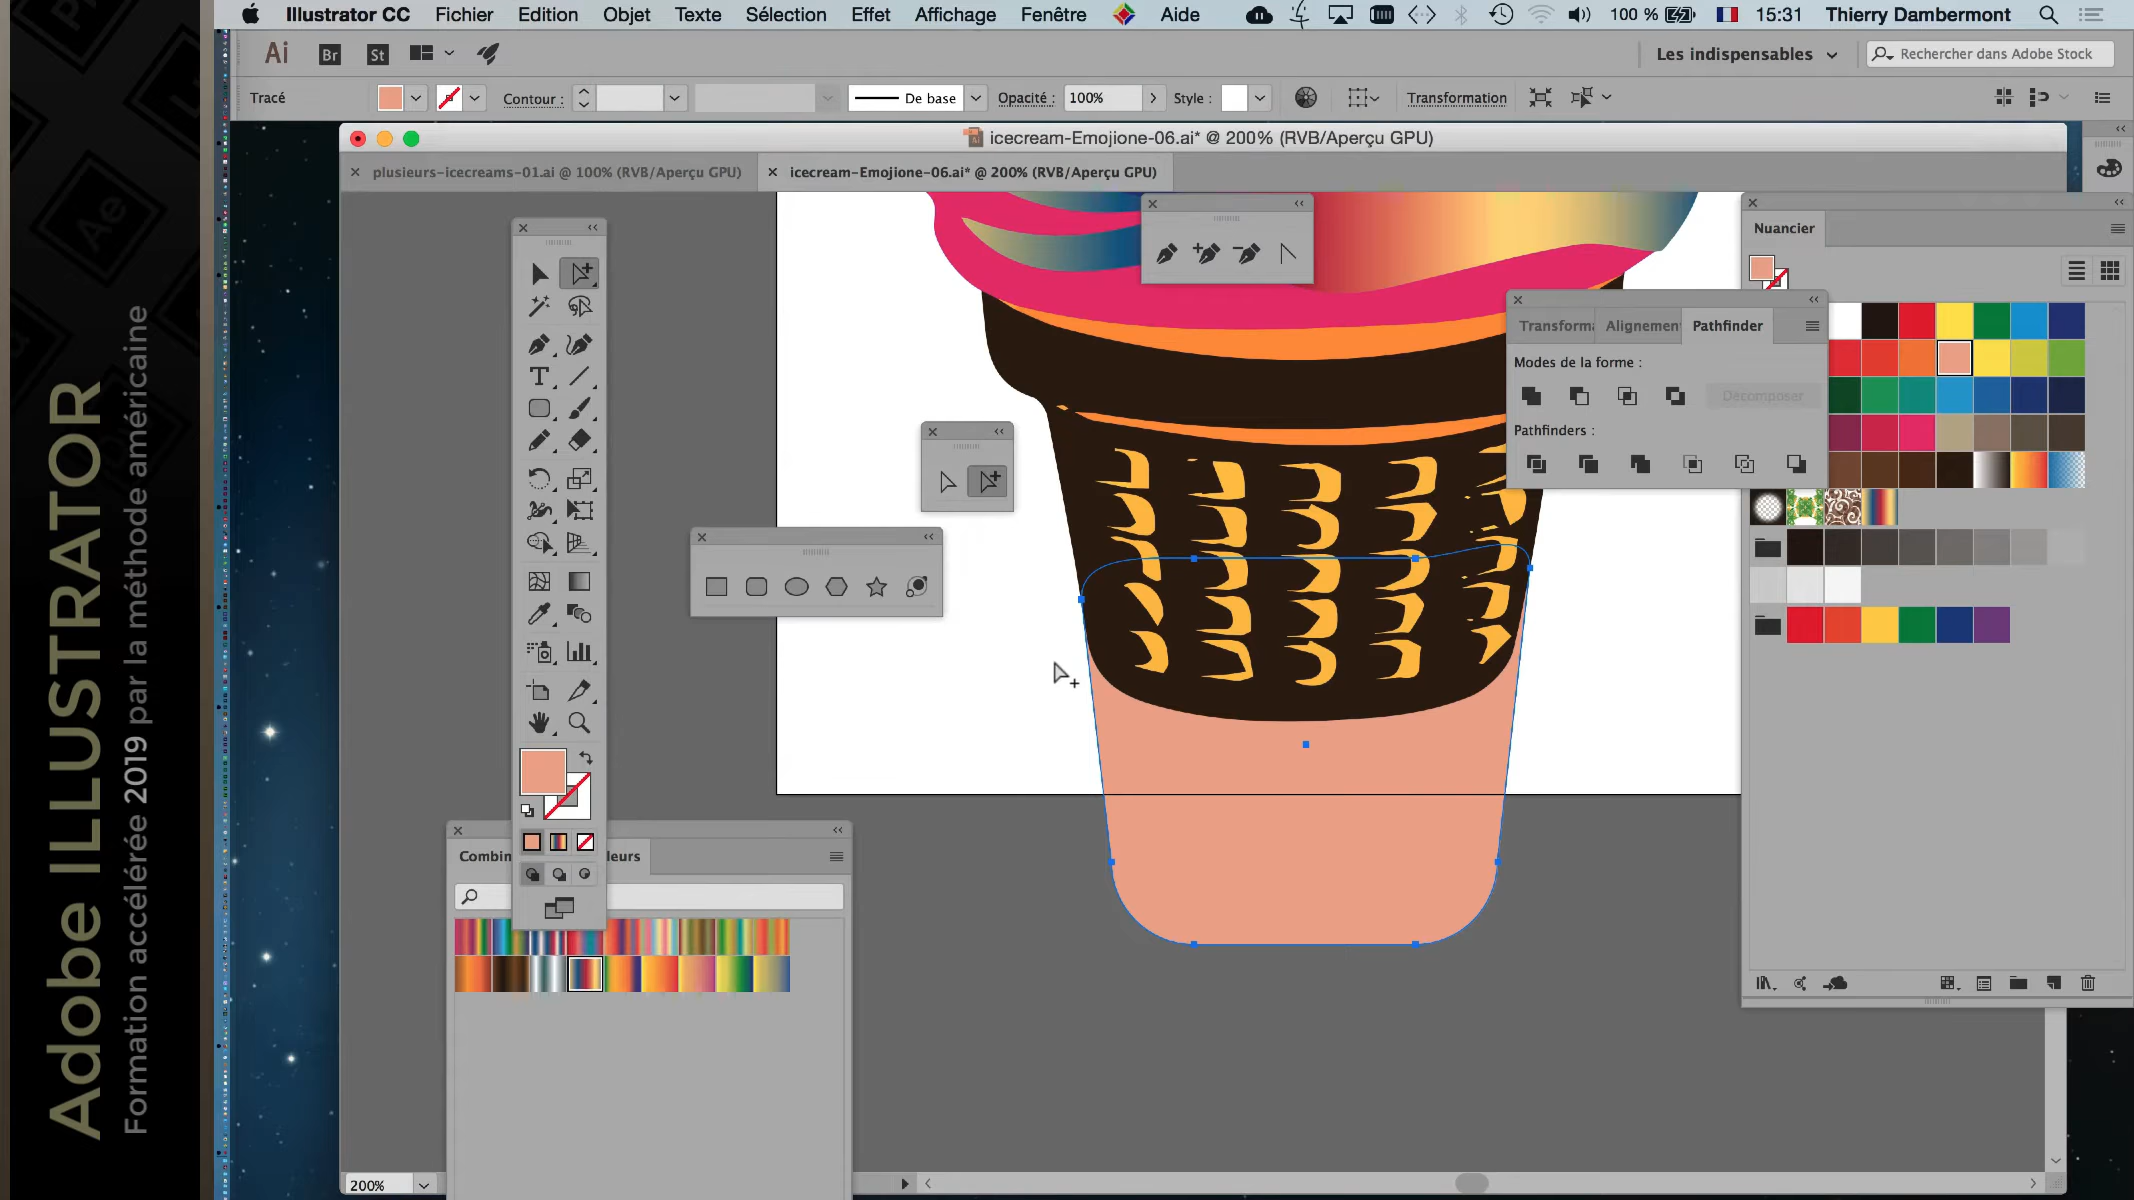 Illustrator CC Fichier Edition Objet Texte Sélection Effet Affichage Fenêtre Aide 100 % 15:31 Thierry Dambermont
Ai Br St Les indispensables Rechercher dans Adobe Stock
Tracé Contour : De base Opacité : 100% Style : Transformation
icecream-Emojione-06.ai* @ 200% (RVB/Aperçu GPU)
plusieurs-icecreams-01.ai @ 100% (RVB/Aperçu GPU) icecream-Emojione-06.ai* @ 200% (RVB/Aperçu GPU)
Nuancier
Transforma Alignemen Pathfinder
Modes de la forme :
Décomposer
Pathfinders :
Combin leurs
200%
Adobe ILLUSTRATOR
Formation accélérée 2019 par la méthode américaine
Ae